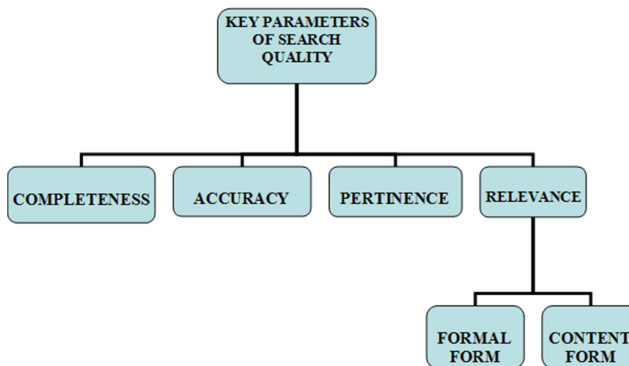 KEY PARAMETERS
OF SEARCH
QUALITY
COMPLETENESS
ACCURACY
PERTINENCE
RELEVANCE
FORMAL
FORM
CONTENT
FORM